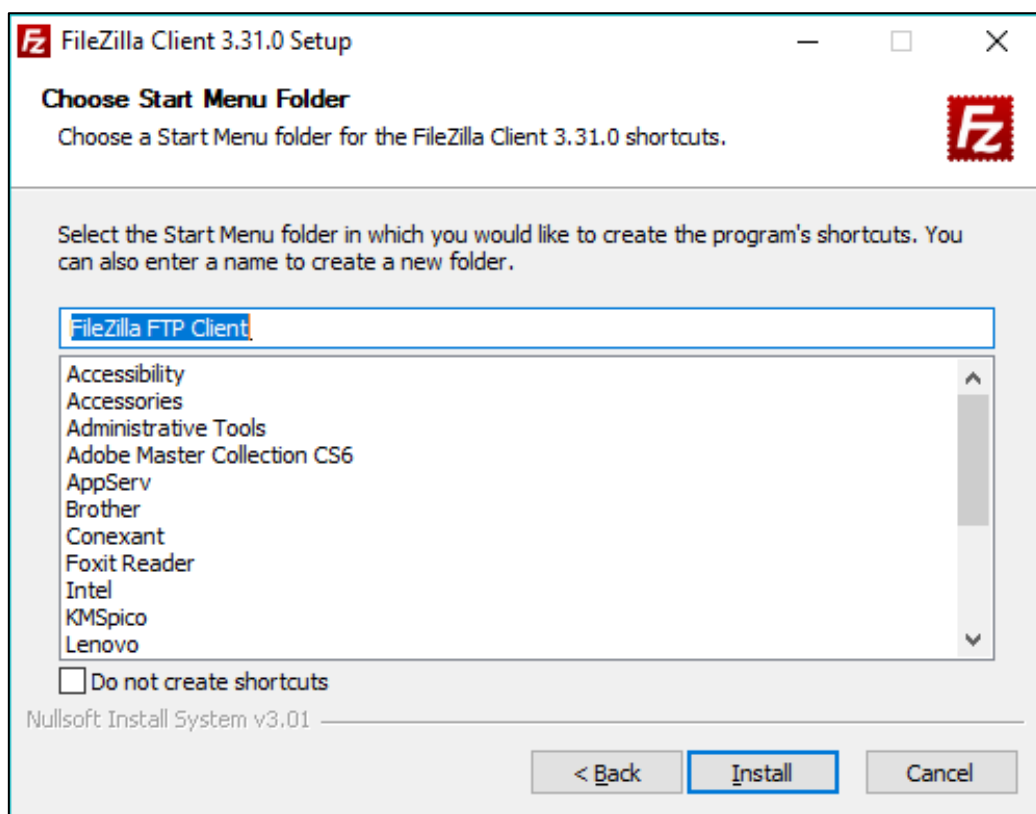 FileZilla Client 3.31.0 Setup
Choose Start Menu Folder
Choose a Start Menu folder for the FileZilla Client 3.31.0 shortcuts.
Select the Start Menu folder in which you would like to create the program's shortcuts. You
can also enter a name to create a new folder.
FileZilla FTP Client
Accessibility
Accessories
Administrative Tools
Adobe Master Collection CS6
AppServ
Brother
Conexant
Foxit Reader
Intel
KMSpico
Lenovo
Do not create shortcuts
Nullsoft Install System v3.01
< Back
Install
Cancel